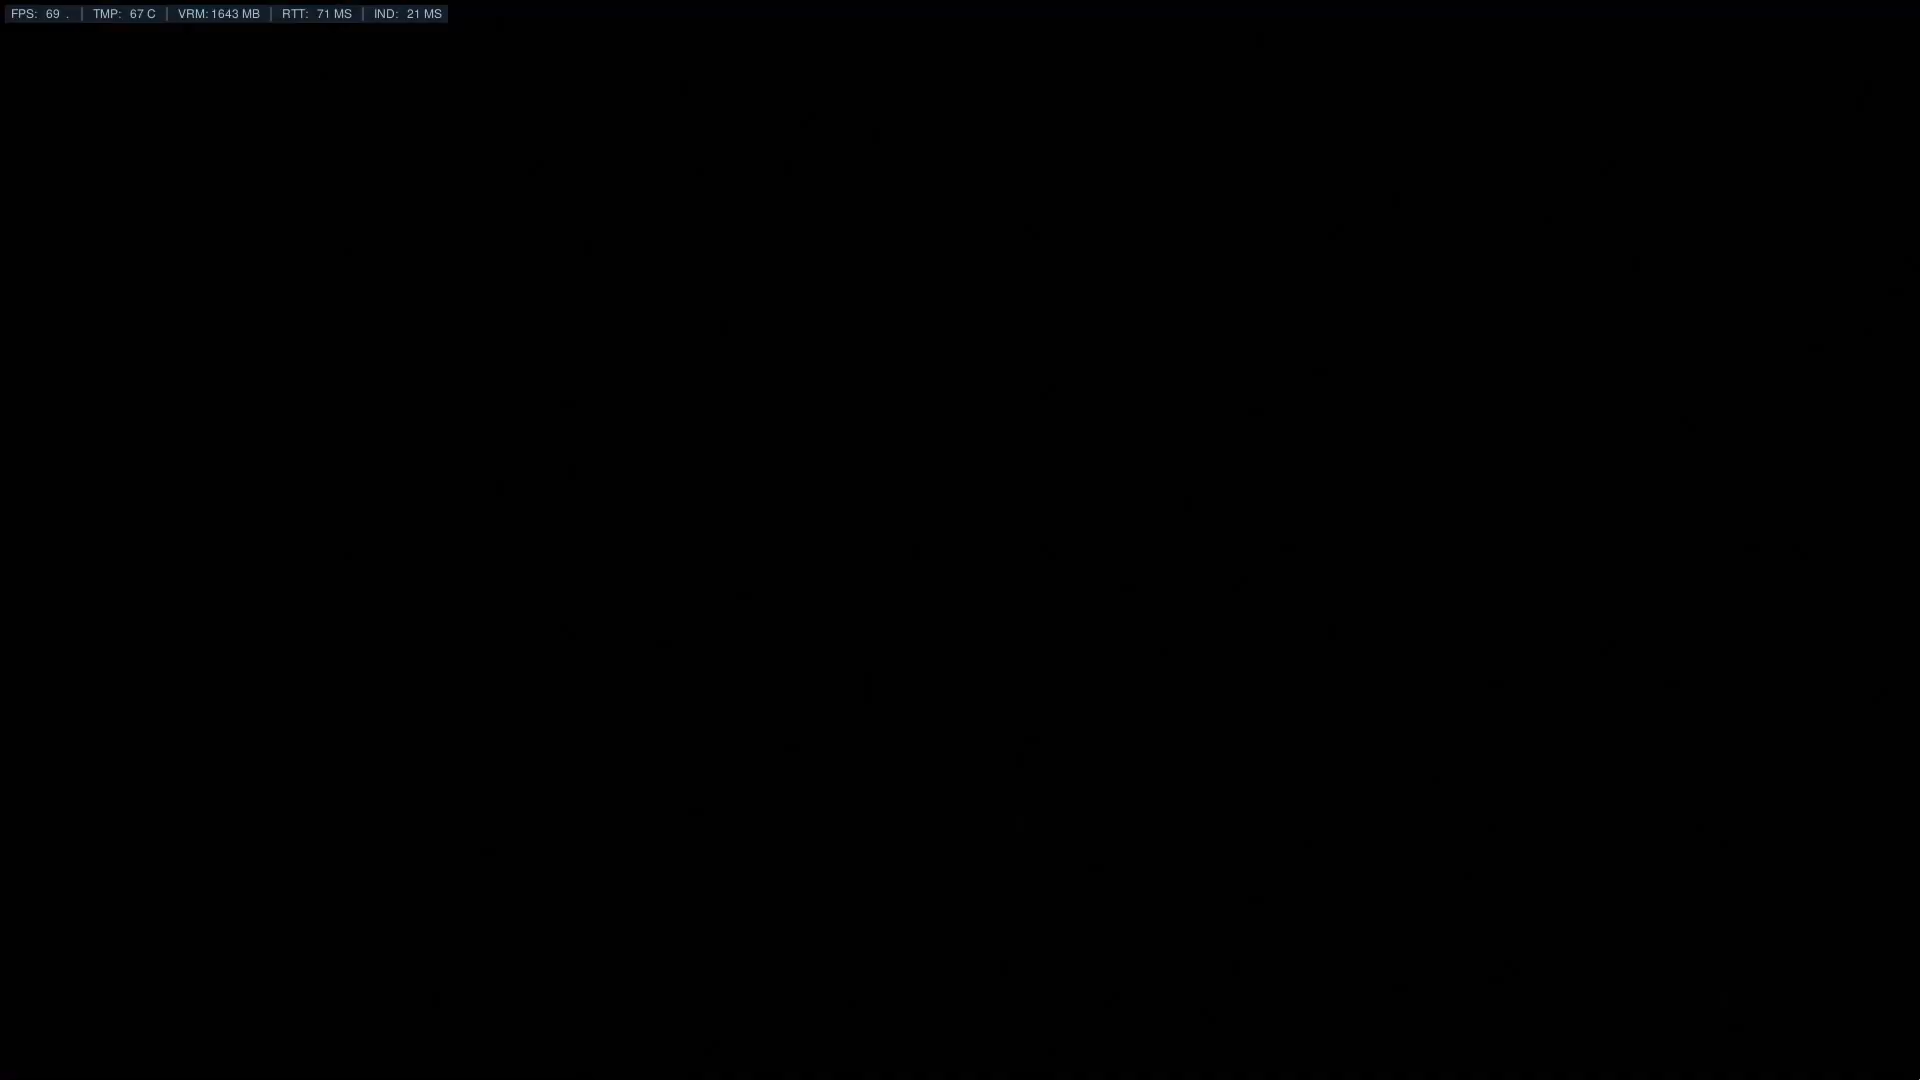 FPS: 69 . | TMP: 67 C | VRM: 1643 MB | RTT: 71 MS | IND: 21 MS